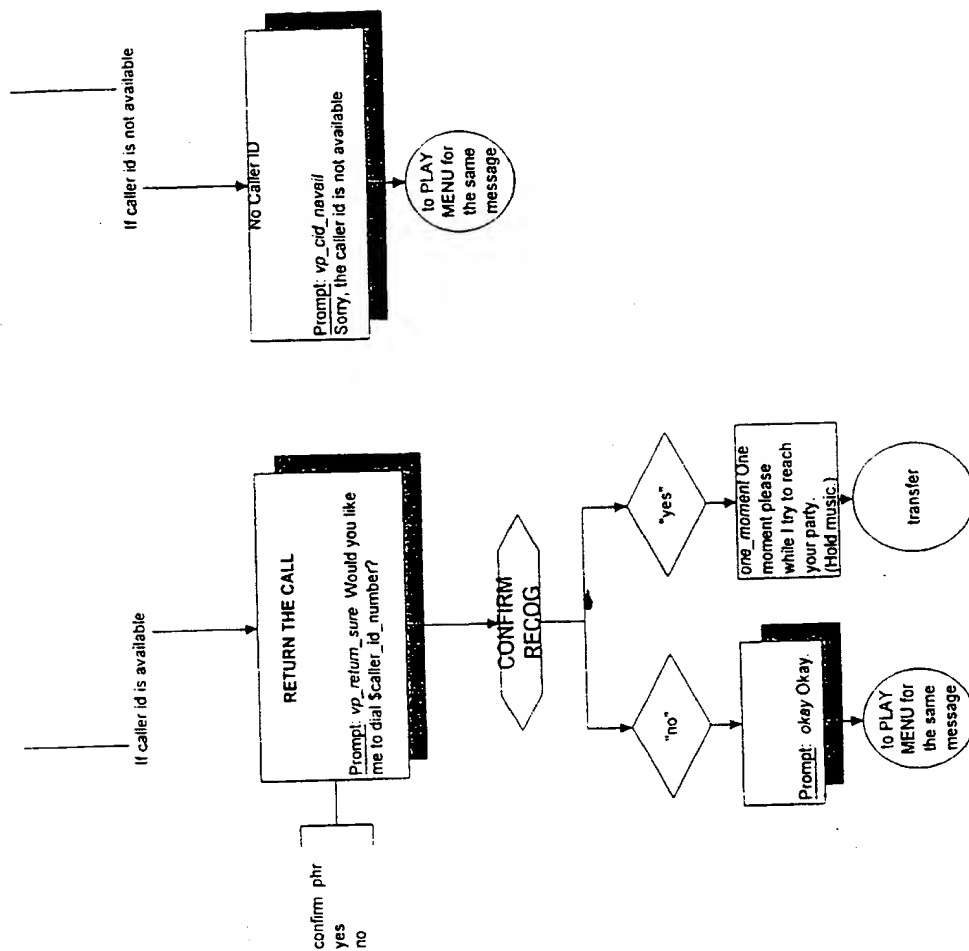 If caller id is available
RETURN THE CALL
Prompt: vp_return_sure Would you like
me to dial $caller_id_number?
confirm phr
yes
no
CONFIRM
RECOG
"no"
"yes"
Prompt: okay Okay.
to PLAY
MENU for
the same
message
one_moment One
moment please
while I try to reach
your party.
(Hold music.)
transfer
If caller id is not available
No Caller ID
Prompt: vp_cid_navail
Sorry, the caller id is not available
to PLAY
MENU for
the same
message